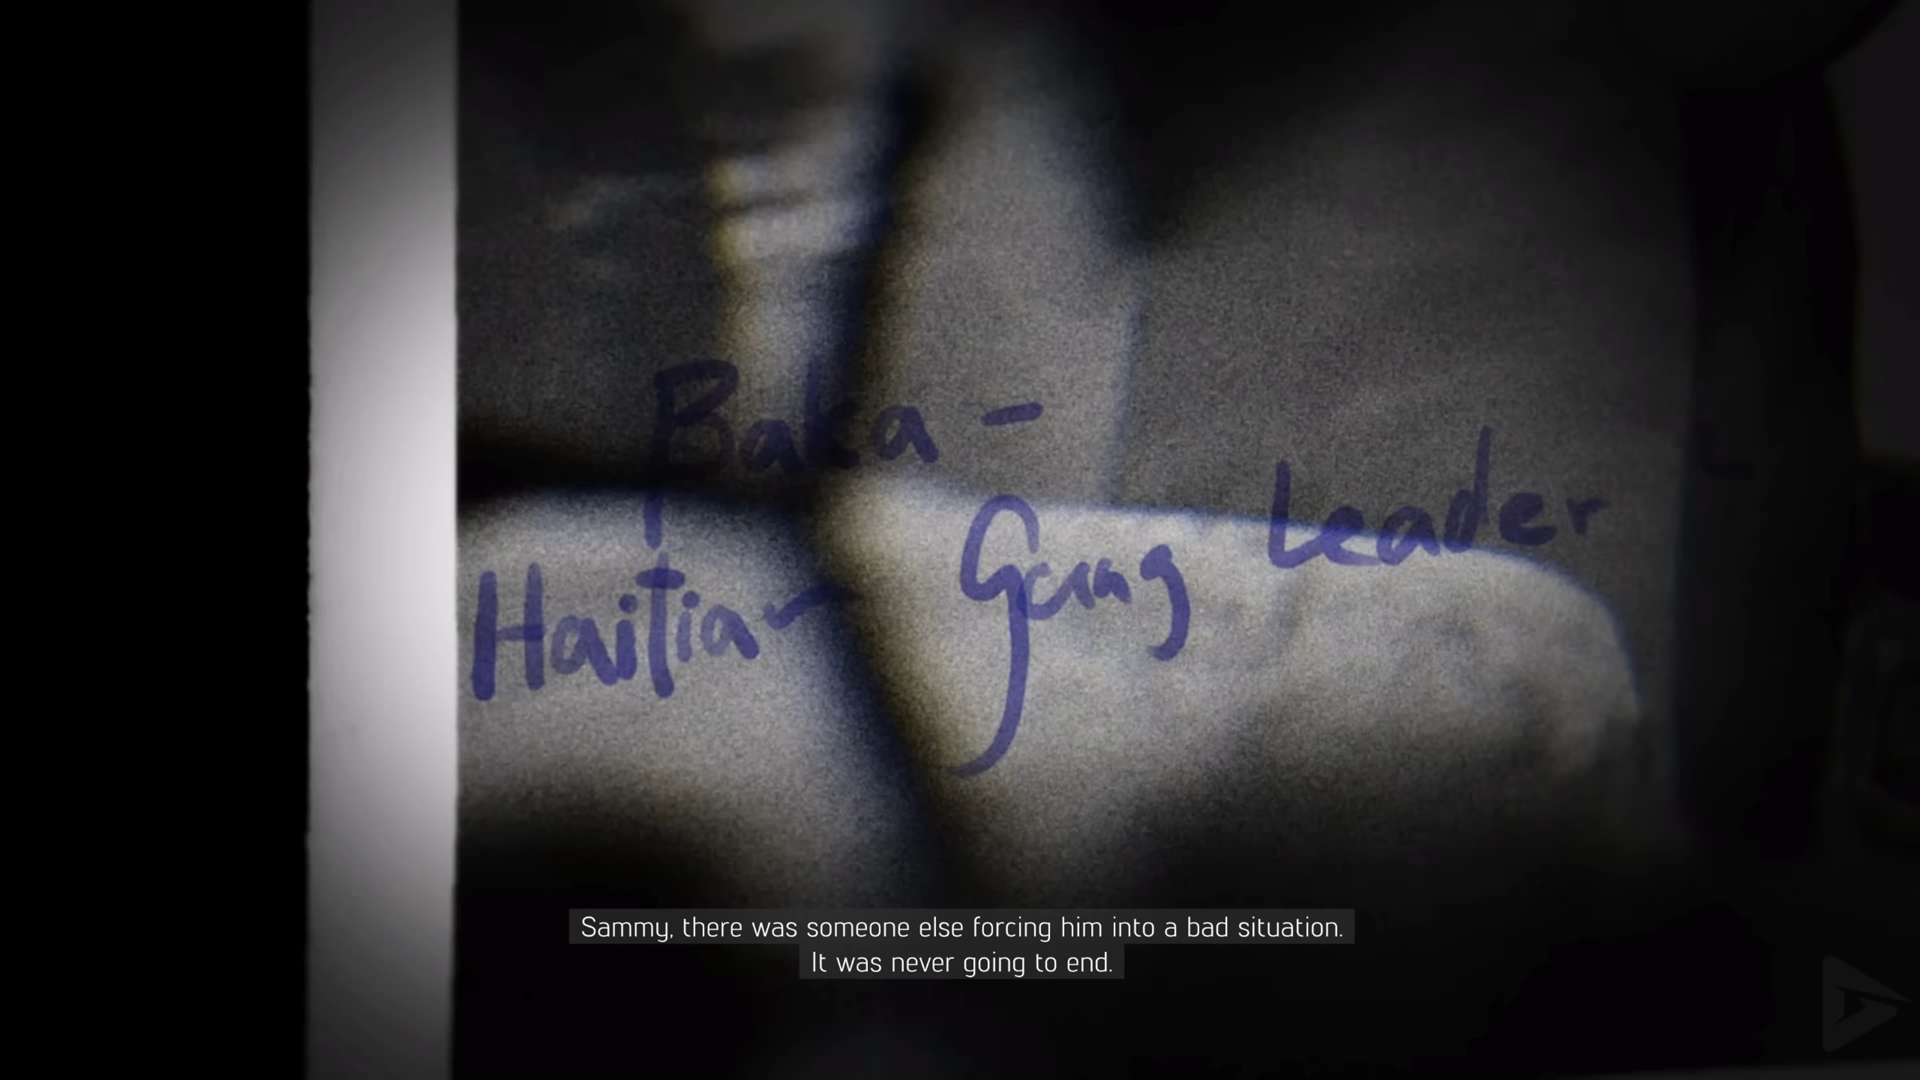 Baka -
Haitian Gang Leader
Sammy, there was someone else forcing him into a bad situation.
It was never going to end.